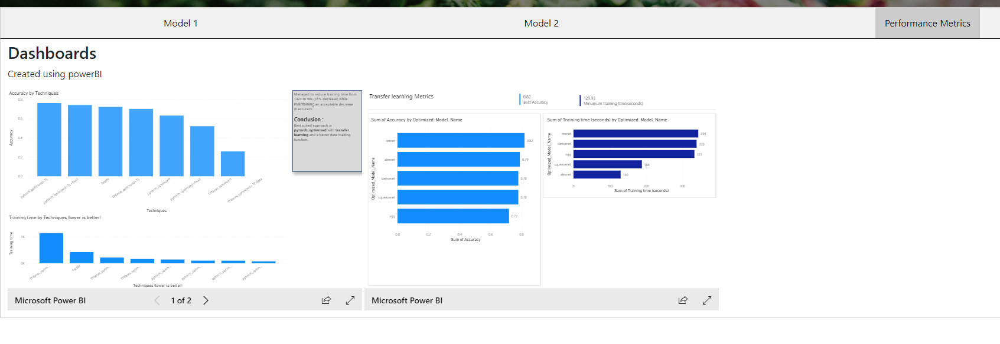 Model 1
Model 2
Performance Metrics
Dashboards
Created using powerBI
Accuracy by Techniques
0.8
0.6
0.4
0.2
0.0
Accuracy
pytorch_optimized+TL
pytorch_optimized+TL+DLv2
FastAI
TFKeras_optimized+TL
pytorch_optimized
pytorch_optimized+DLv2
TFKeras_optimized
TFKeras_optimized+ TF.data
Techniques
Managed to reduce training time from
142s to 98s (31% decrease) while
maintaining an acceptable decrease
in accuracy.
Conclusion :
Best suited approach is
pytorch_optimized with transfer
learning and a better data loading
function.
Training time by Techniques (lower is better)
Training time
1K
0K
TFKeras_optim...
FastAI
TFKeras_optim...
TFKeras_optim...
pytorch_optim...
pytorch_optim...
pytorch_optim...
pytorch_optim...
Techniques (lower is better)
Microsoft Power BI
1 of 2
Transfer learning Metrics
0.82
Best Accuracy
129.93
Minumum training time(seconds)
Sum of Accuracy by Optimized_Model_Name
Optimized_Model_Name
resnet
0.82
alexnet
0.79
densenet
0.78
squeezenet
0.78
vgg
0.72
0.0
0.2
0.4
0.6
0.8
Sum of Accuracy
Sum of Training time (seconds) by Optimized_Model_Name
Optimized_Model_Name
resnet
344
densenet
339
vgg
333
squeezenet
188
alexnet
130
0
100
200
300
Sum of Training time (seconds)
Microsoft Power BI